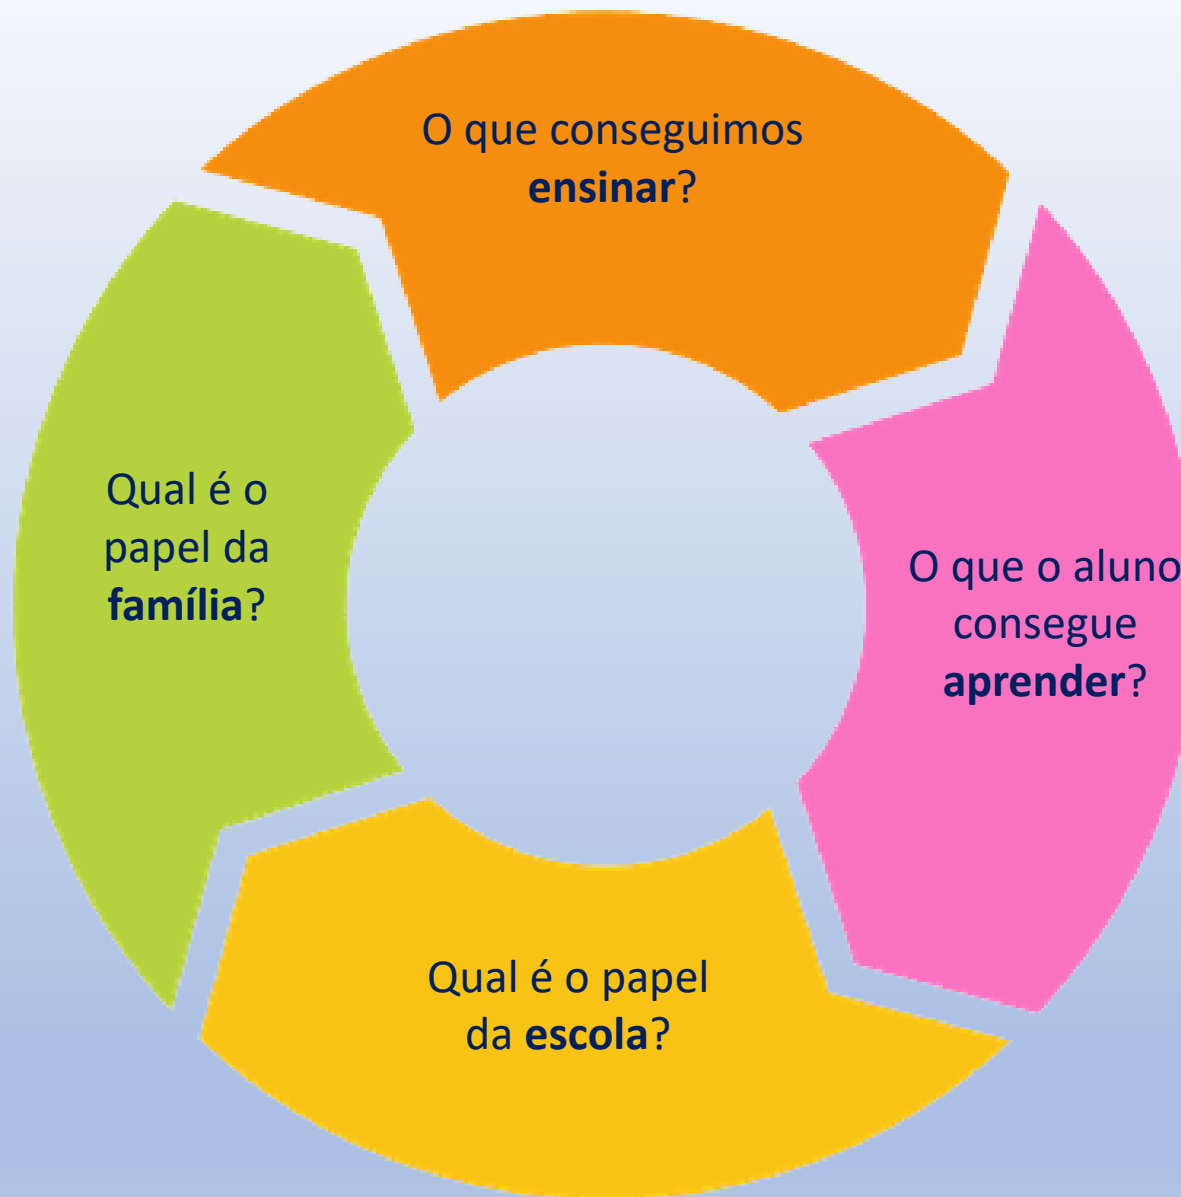 O que conseguimos
ensinar?
O que o aluno
consegue
aprender?
Qual é o papel
da escola?
Qual é o
papel da
família?